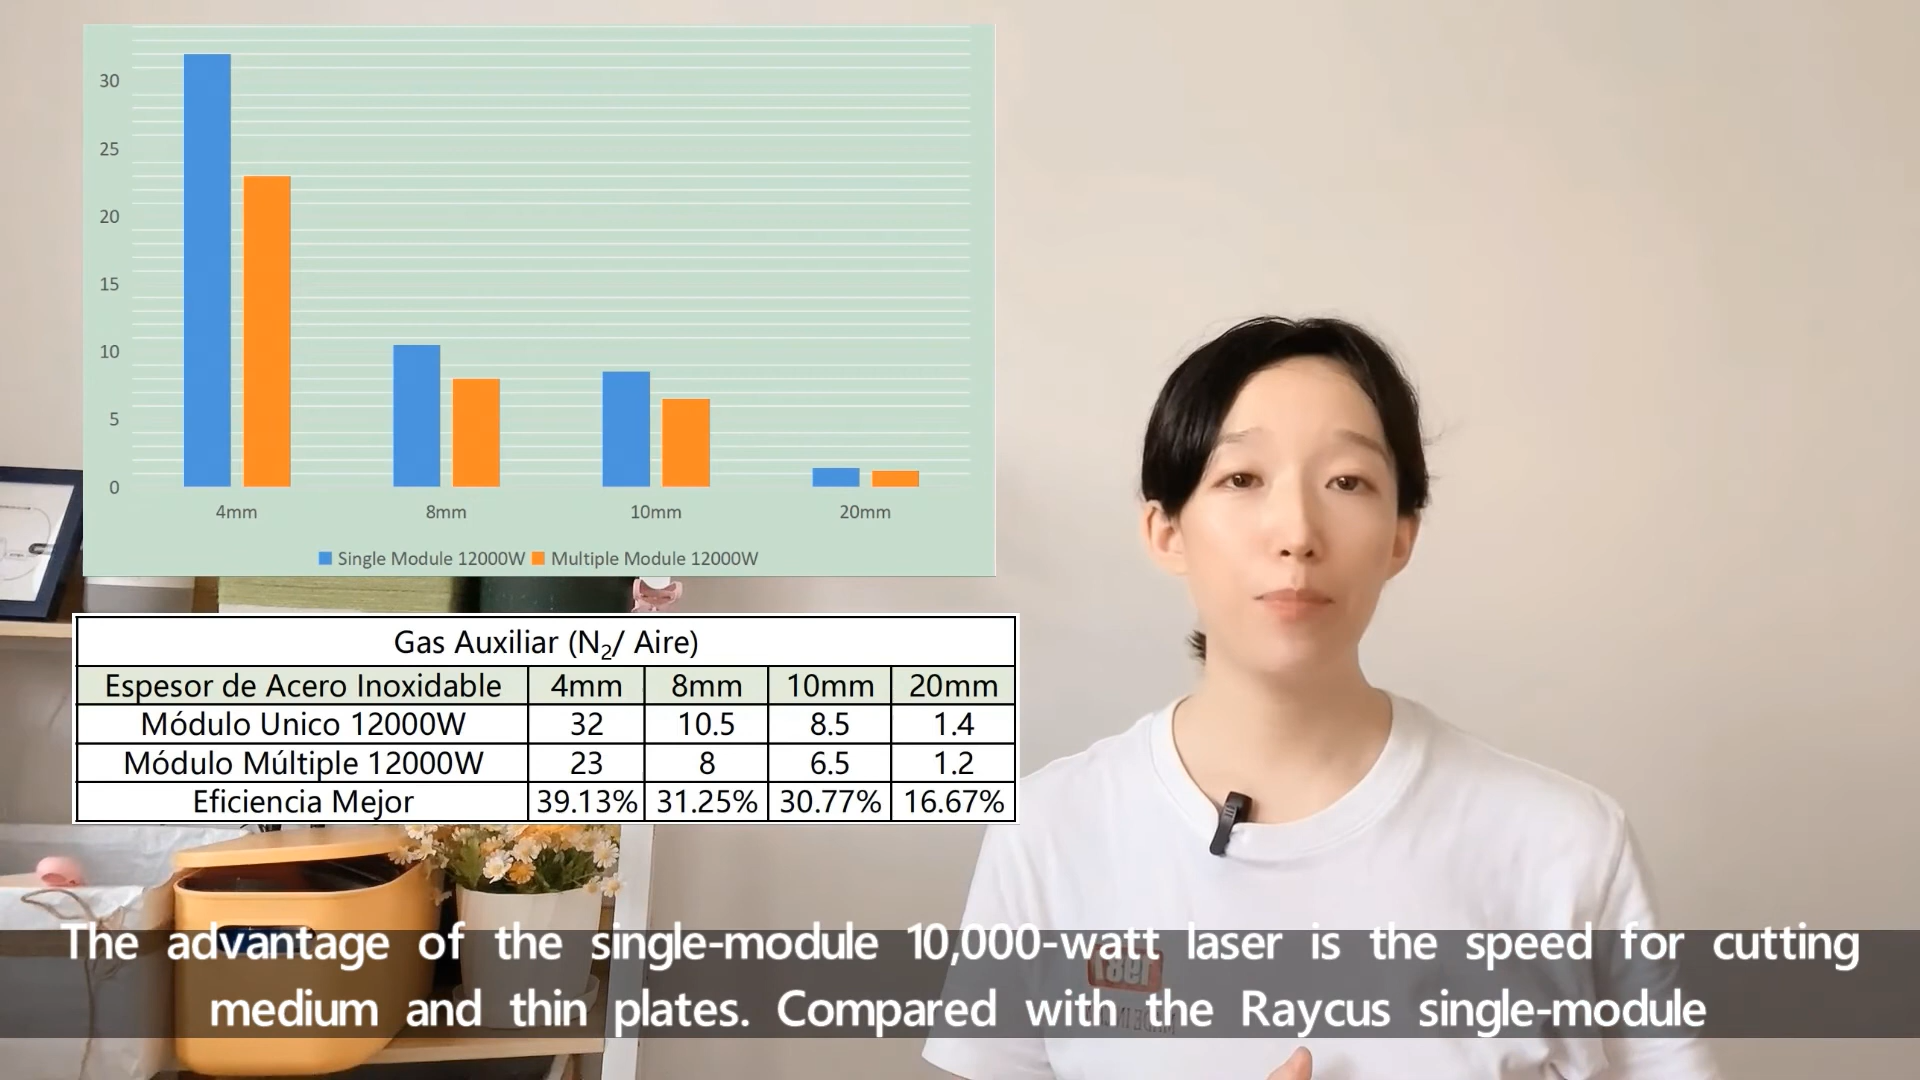 30
25
20
15
10
5
0
4mm 8mm 10mm 20mm
Single Module 12000W Multiple Module 12000W
Gas Auxiliar (N₂/ Aire)
Espesor de Acero Inoxidable 4mm 8mm 10mm 20mm
Módulo Unico 12000W 32 10.5 8.5 1.4
Módulo Múltiple 12000W 23 8 6.5 1.2
Eficiencia Mejor 39.13% 31.25% 30.77% 16.67%
The advantage of the single-module 10,000-watt laser is the speed for cutting
medium and thin plates. Compared with the Raycus single-module